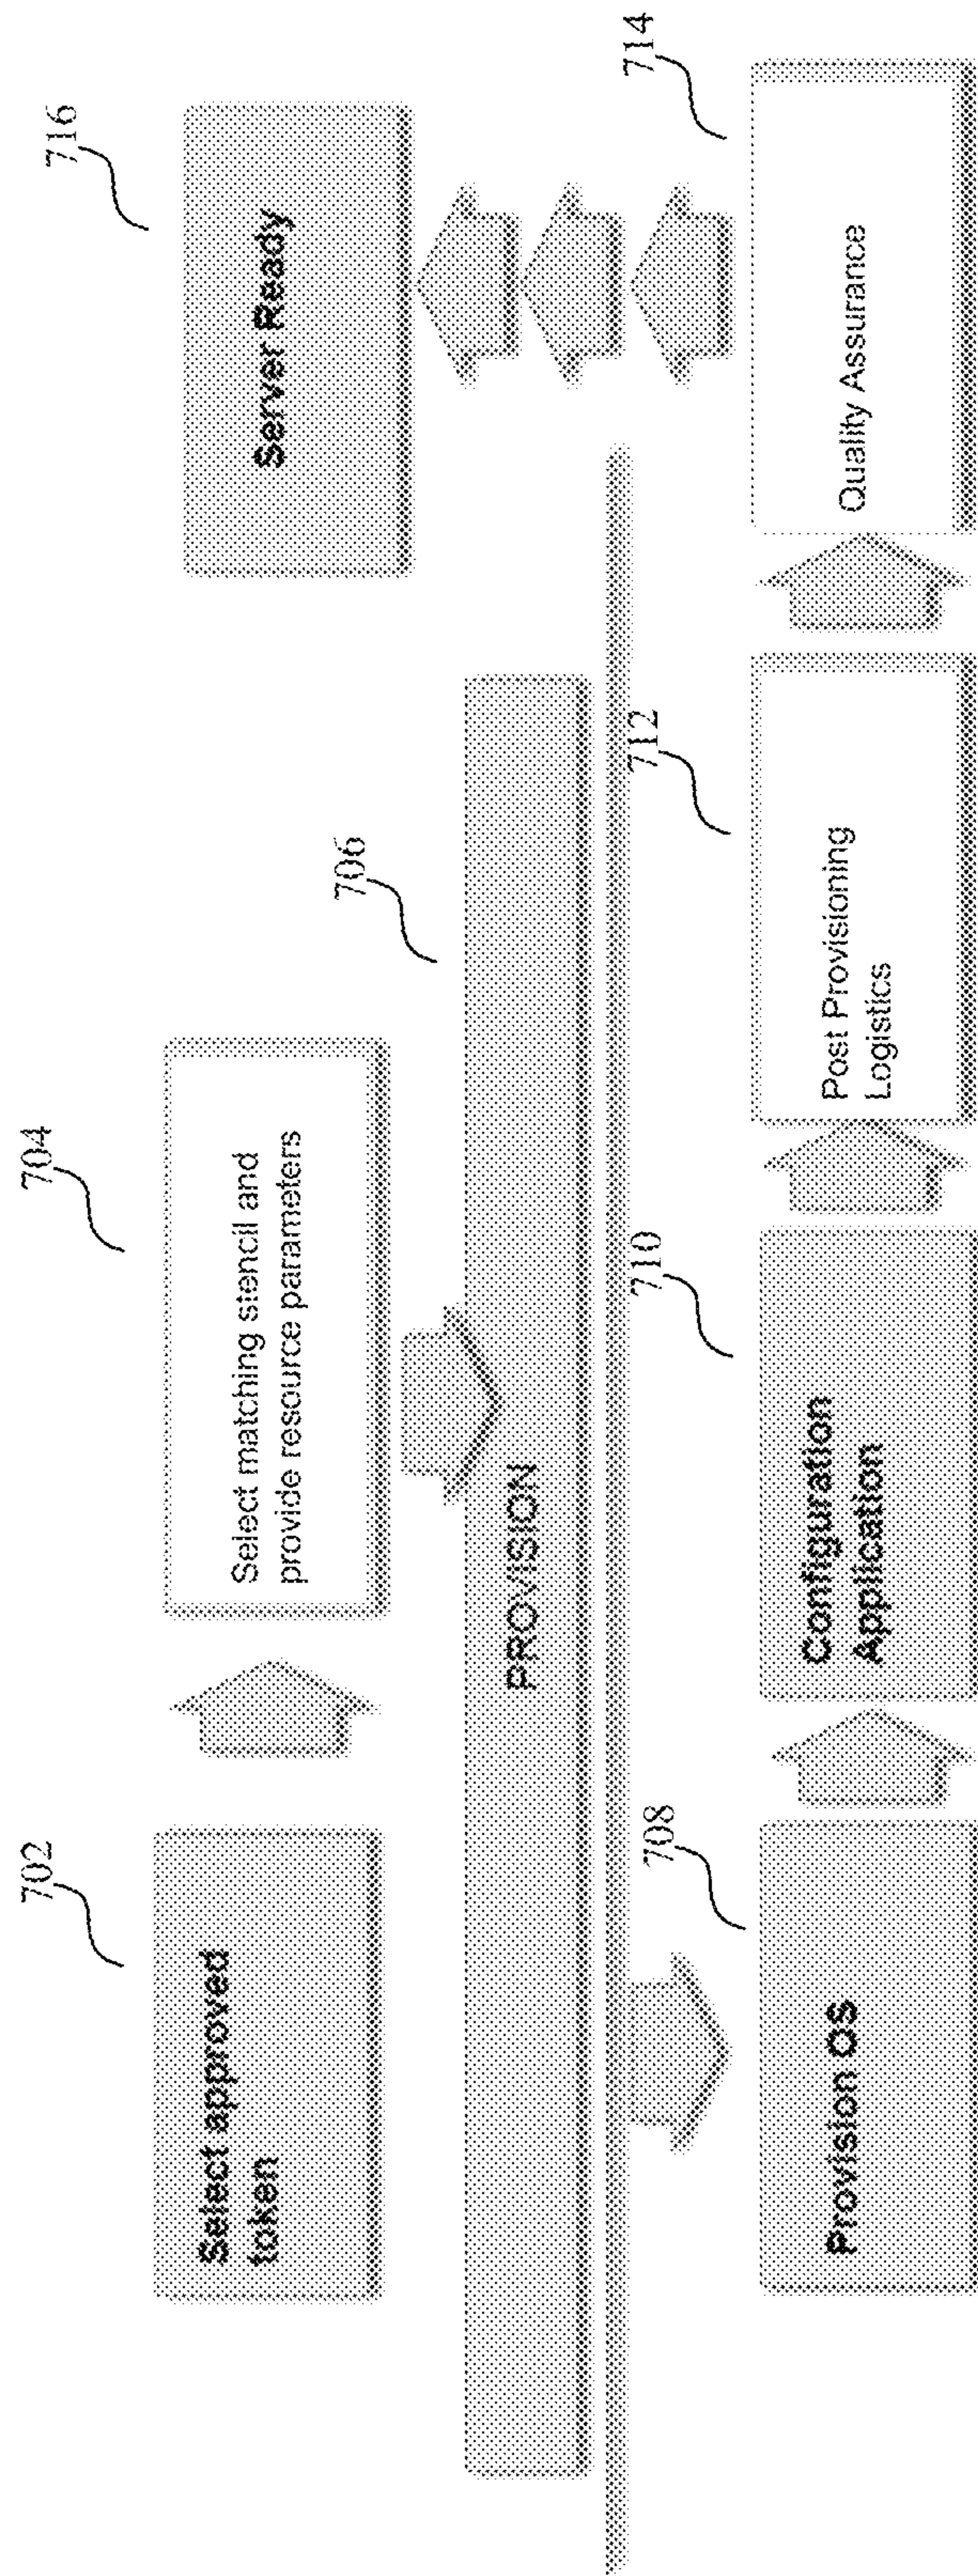 702
Select approved
token
704
Select matching stencil and
provide resource parameters
716
Server Ready
706
PROVISION
708
Provision OS
710
Configuration
Application
712
Post Provisioning
Logistics
714
Quality Assurance